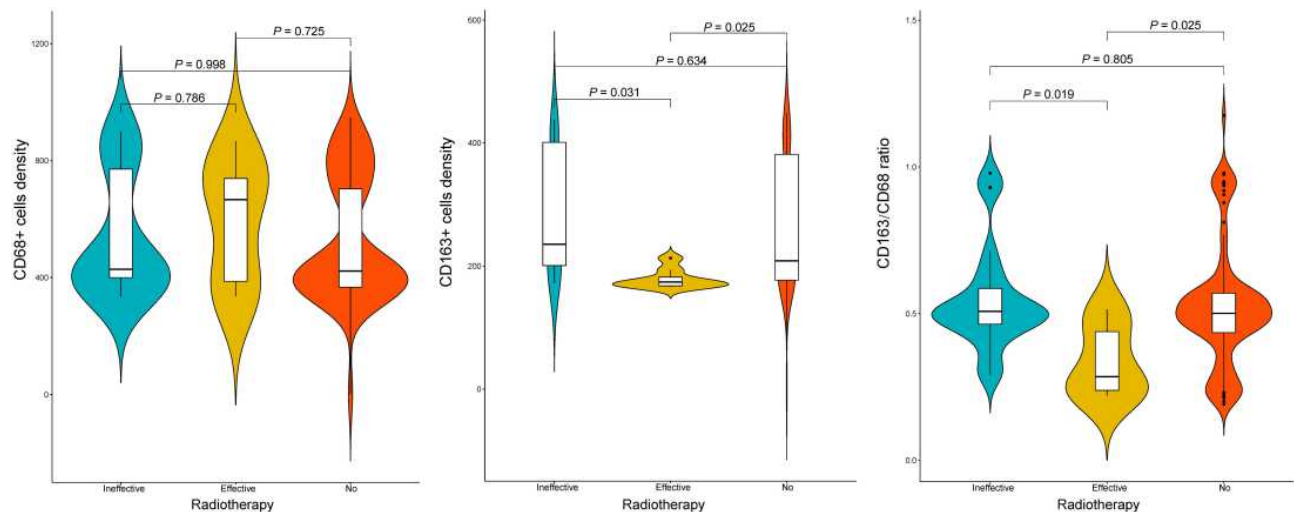 1200
800
400
0
CD68+ cells density
P = 0.725
P = 0.998
P = 0.786
Ineffective
Effective
No
Radiotherapy
600
400
200
0
CD163+ cells density
P = 0.025
P = 0.634
P = 0.031
Ineffective
Effective
No
Radiotherapy
1.5
1.0
0.5
0.0
CD163/CD68 ratio
P = 0.025
P = 0.805
P = 0.019
Ineffective
Effective
No
Radiotherapy